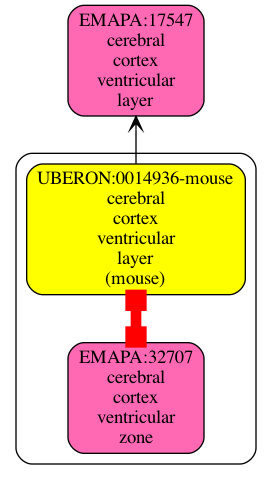 EMAPA:17547
cerebral
cortex
ventricular
layer
UBERON:0014936-mouse
cerebral
cortex
ventricular
layer
(mouse)
EMAPA:32707
cerebral
cortex
ventricular
zone